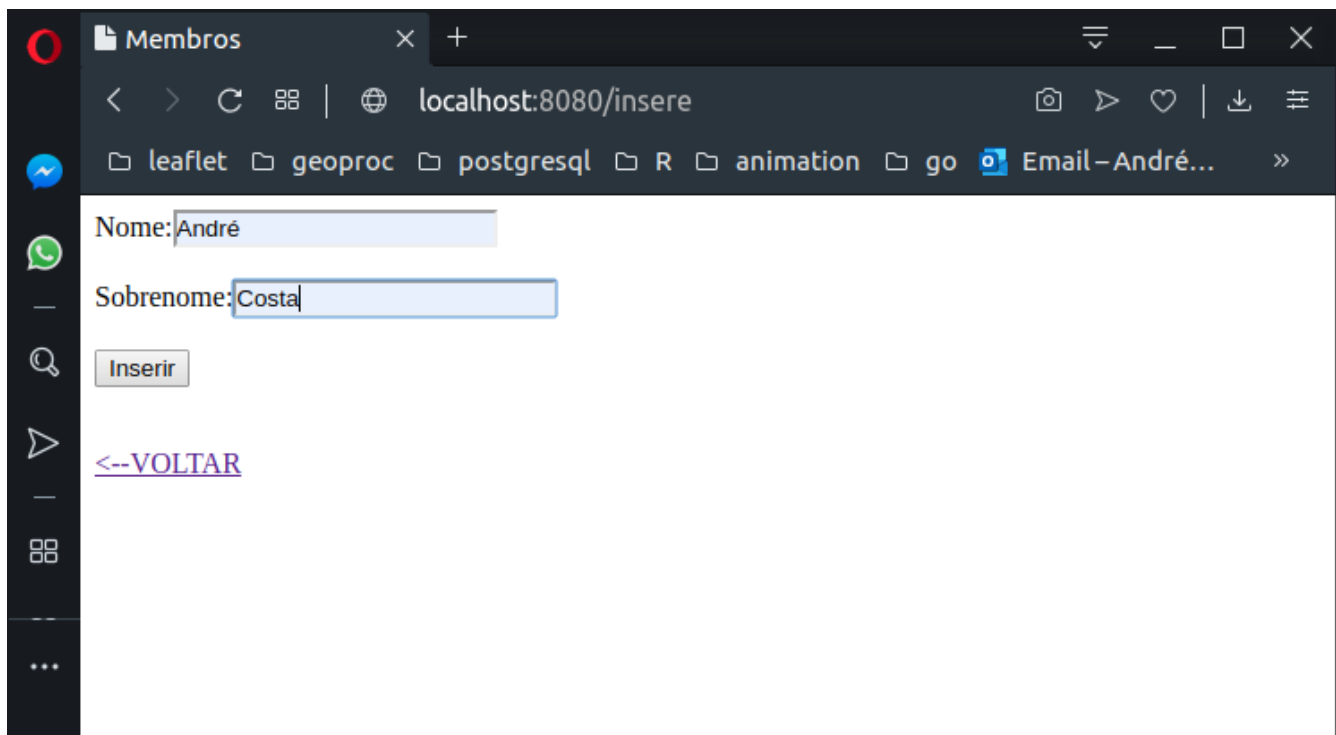 Membros
localhost:8080/insere
leaflet geoproc postgresql R animation go Email – André... »
Nome: André
Sobrenome: Costa
Inserir
<--VOLTAR